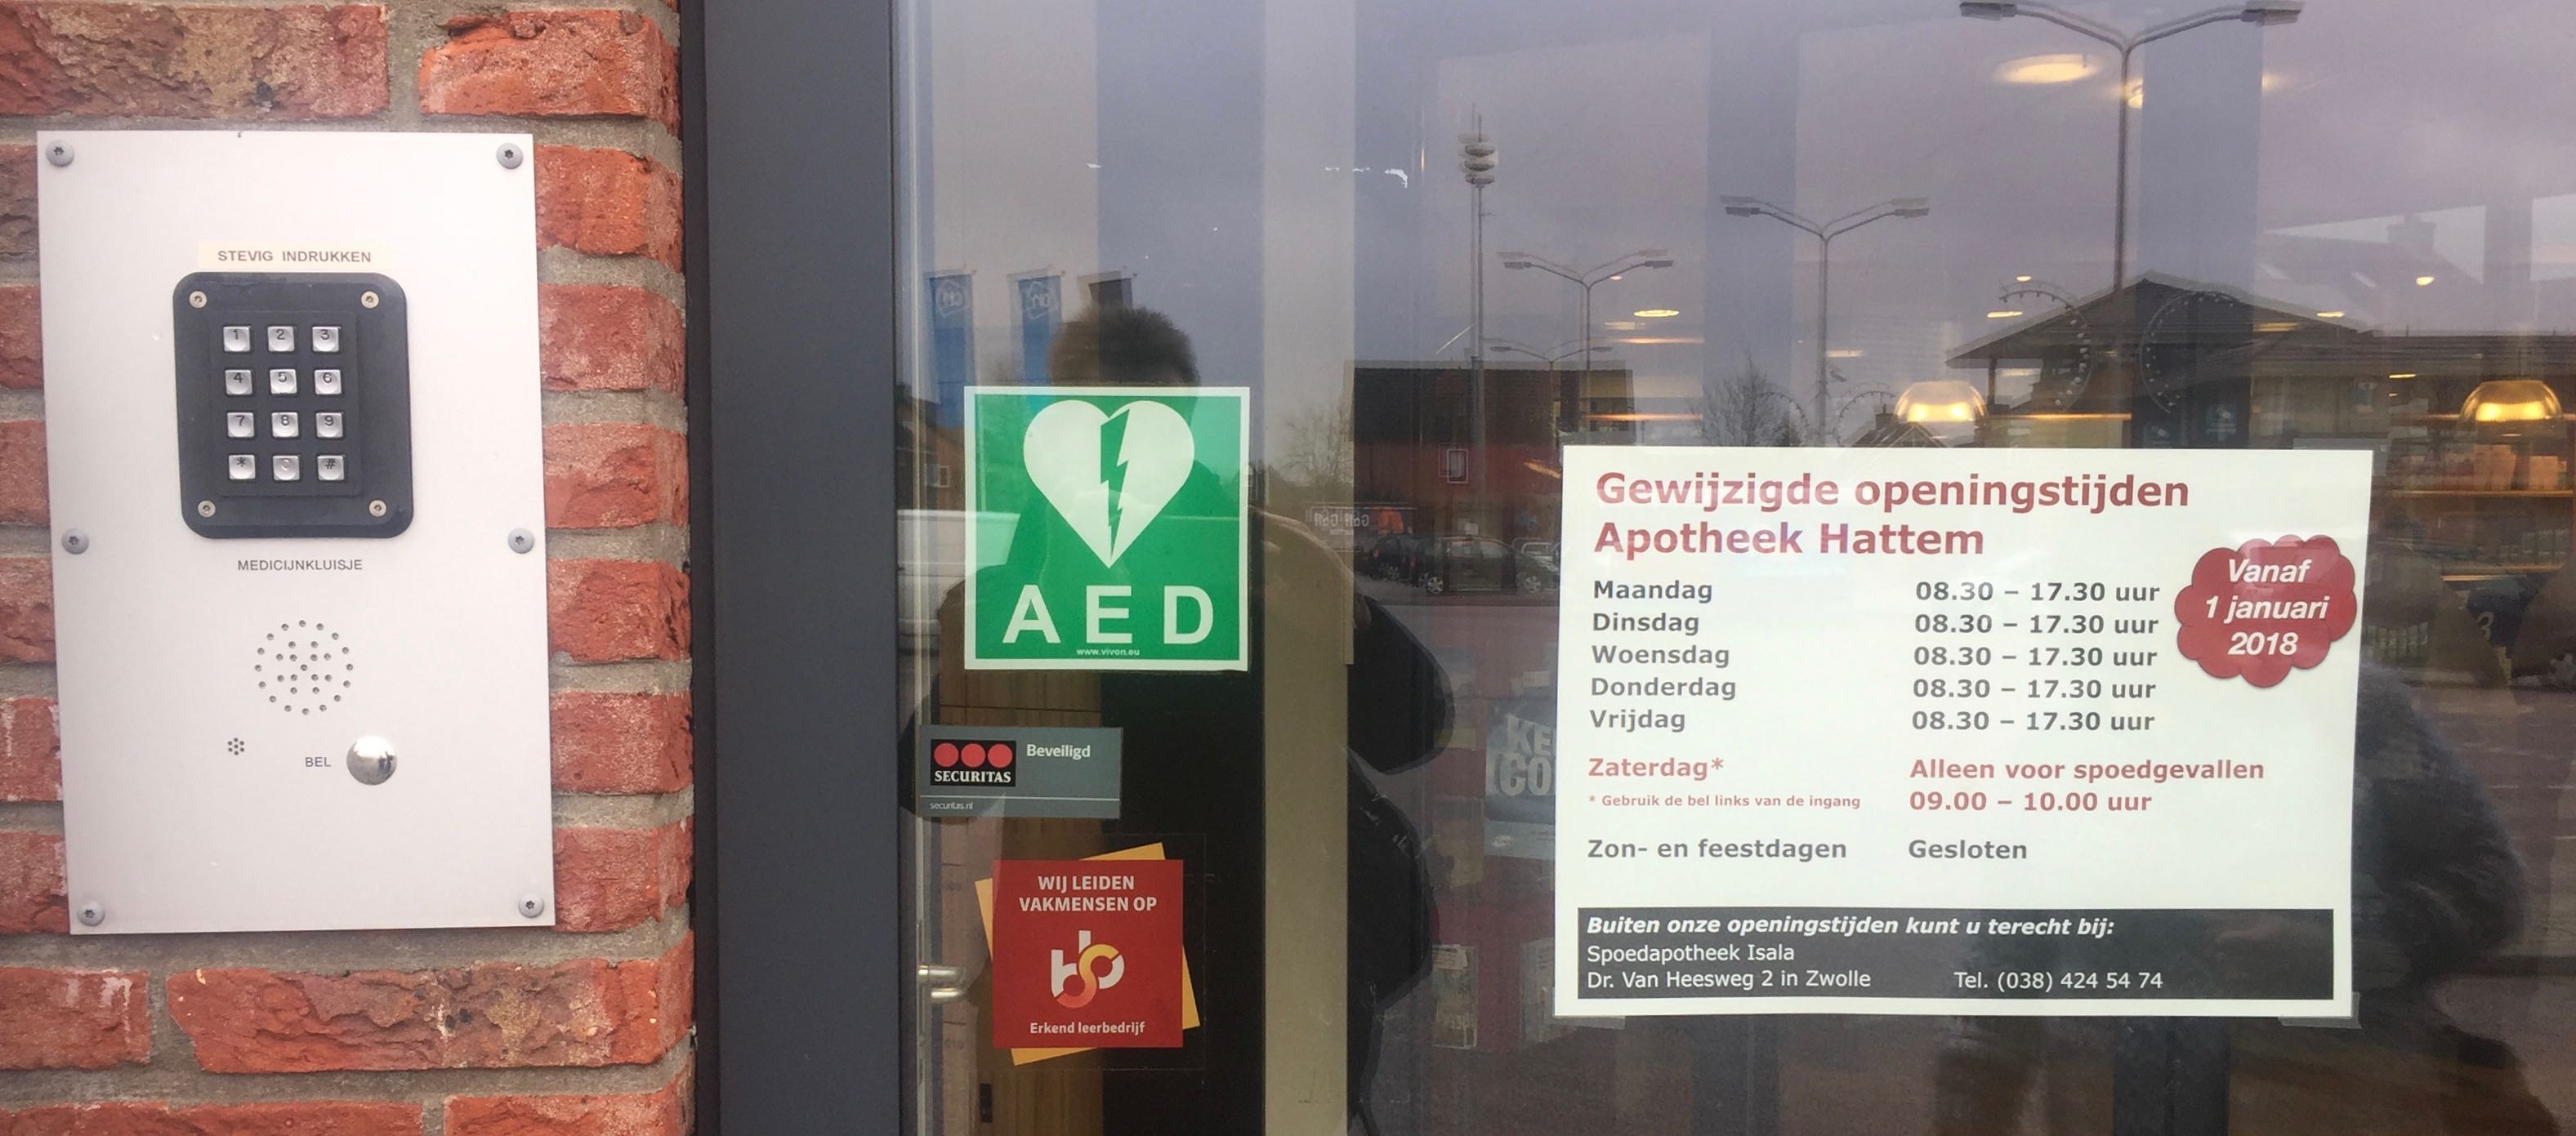 STEVIG INDRUKKEN
1 2 3
4 5 6
7 8 9
* #
MEDICIJNKLUISJE
BEL
AED
www.vivon.eu
SECURITAS
Beveiligd
securitas.nl
WIJ LEIDEN
VAKMENSEN OP
Erkend leerbedrijf
Gewijzigde openingstijden
Apotheek Hattem
Vanaf
1 januari
2018
Maandag 08.30 – 17.30 uur
Dinsdag 08.30 – 17.30 uur
Woensdag 08.30 – 17.30 uur
Donderdag 08.30 – 17.30 uur
Vrijdag 08.30 – 17.30 uur
Zaterdag* Alleen voor spoedgevallen
* Gebruik de bel links van de ingang 09.00 – 10.00 uur
Zon- en feestdagen Gesloten
Buiten onze openingstijden kunt u terecht bij:
Spoedapotheek Isala
Dr. Van Heesweg 2 in Zwolle Tel. (038) 424 54 74